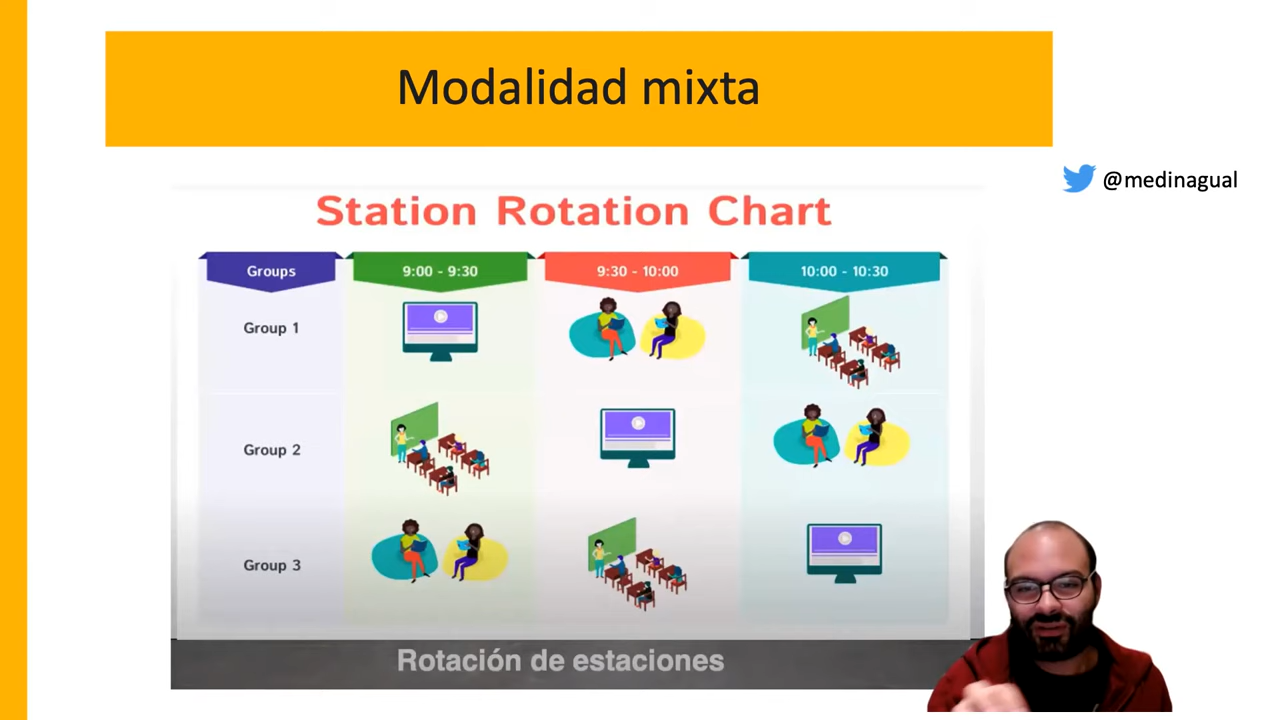 Modalidad mixta
@medinagual
Station Rotation Chart
Groups 9:00 - 9:30 9:30 - 10:00 10:00 - 10:30
Group 1
Group 2
Group 3
Rotación de estaciones